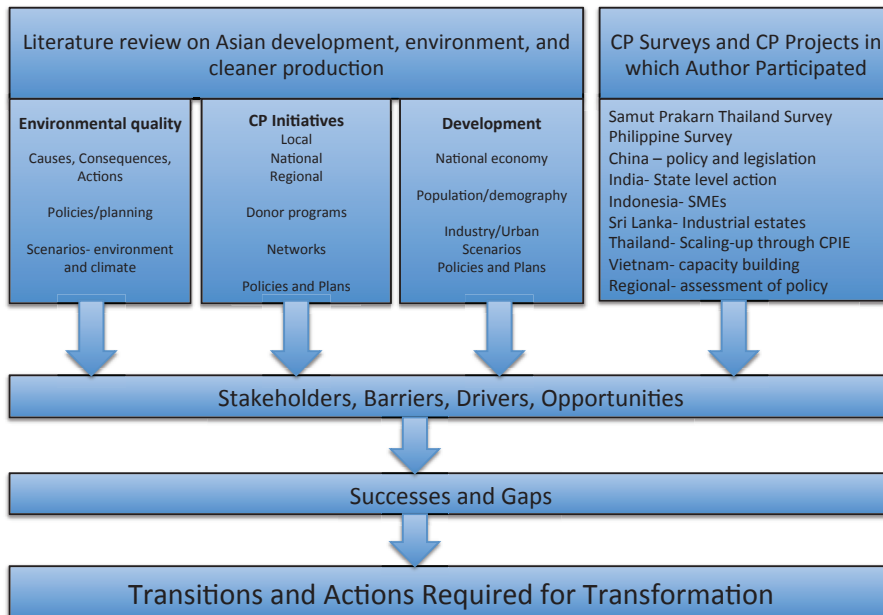 Literature review on Asian development, environment, and
cleaner production
Environmental quality
Causes, Consequences,
Actions
Policies/planning
Scenarios- environment
and climate
CP Initiatives
Local
National
Regional
Donor programs
Networks
Policies and Plans
Development
National economy
Population/demography
Industry/Urban
Scenarios
Policies and Plans
CP Surveys and CP Projects in
which Author Participated
Samut Prakarn Thailand Survey
Philippine Survey
China – policy and legislation
India- State level action
Indonesia- SMEs
Sri Lanka- Industrial estates
Thailand- Scaling-up through CPIE
Vietnam- capacity building
Regional- assessment of policy
Stakeholders, Barriers, Drivers, Opportunities
Successes and Gaps
Transitions and Actions Required for Transformation